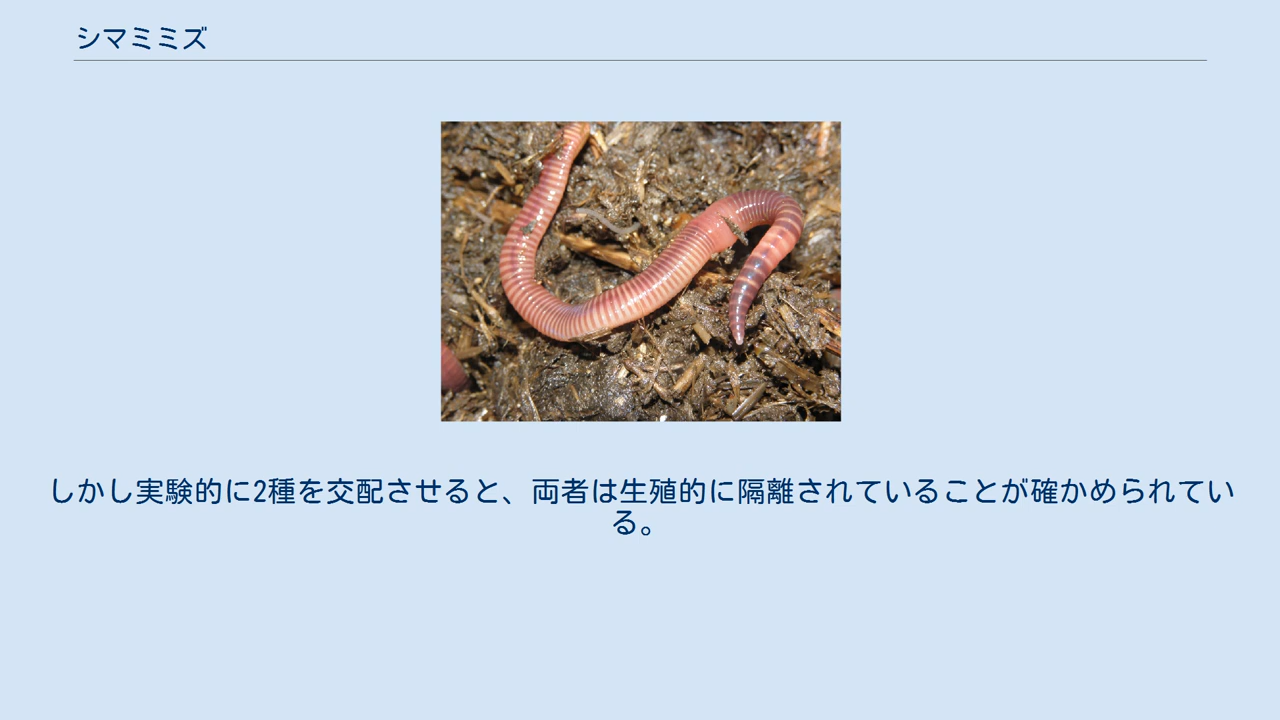 シマミミズ
しかし実験的に2種を交配させると、両者は生殖的に隔離されていることが確かめられてい
る。